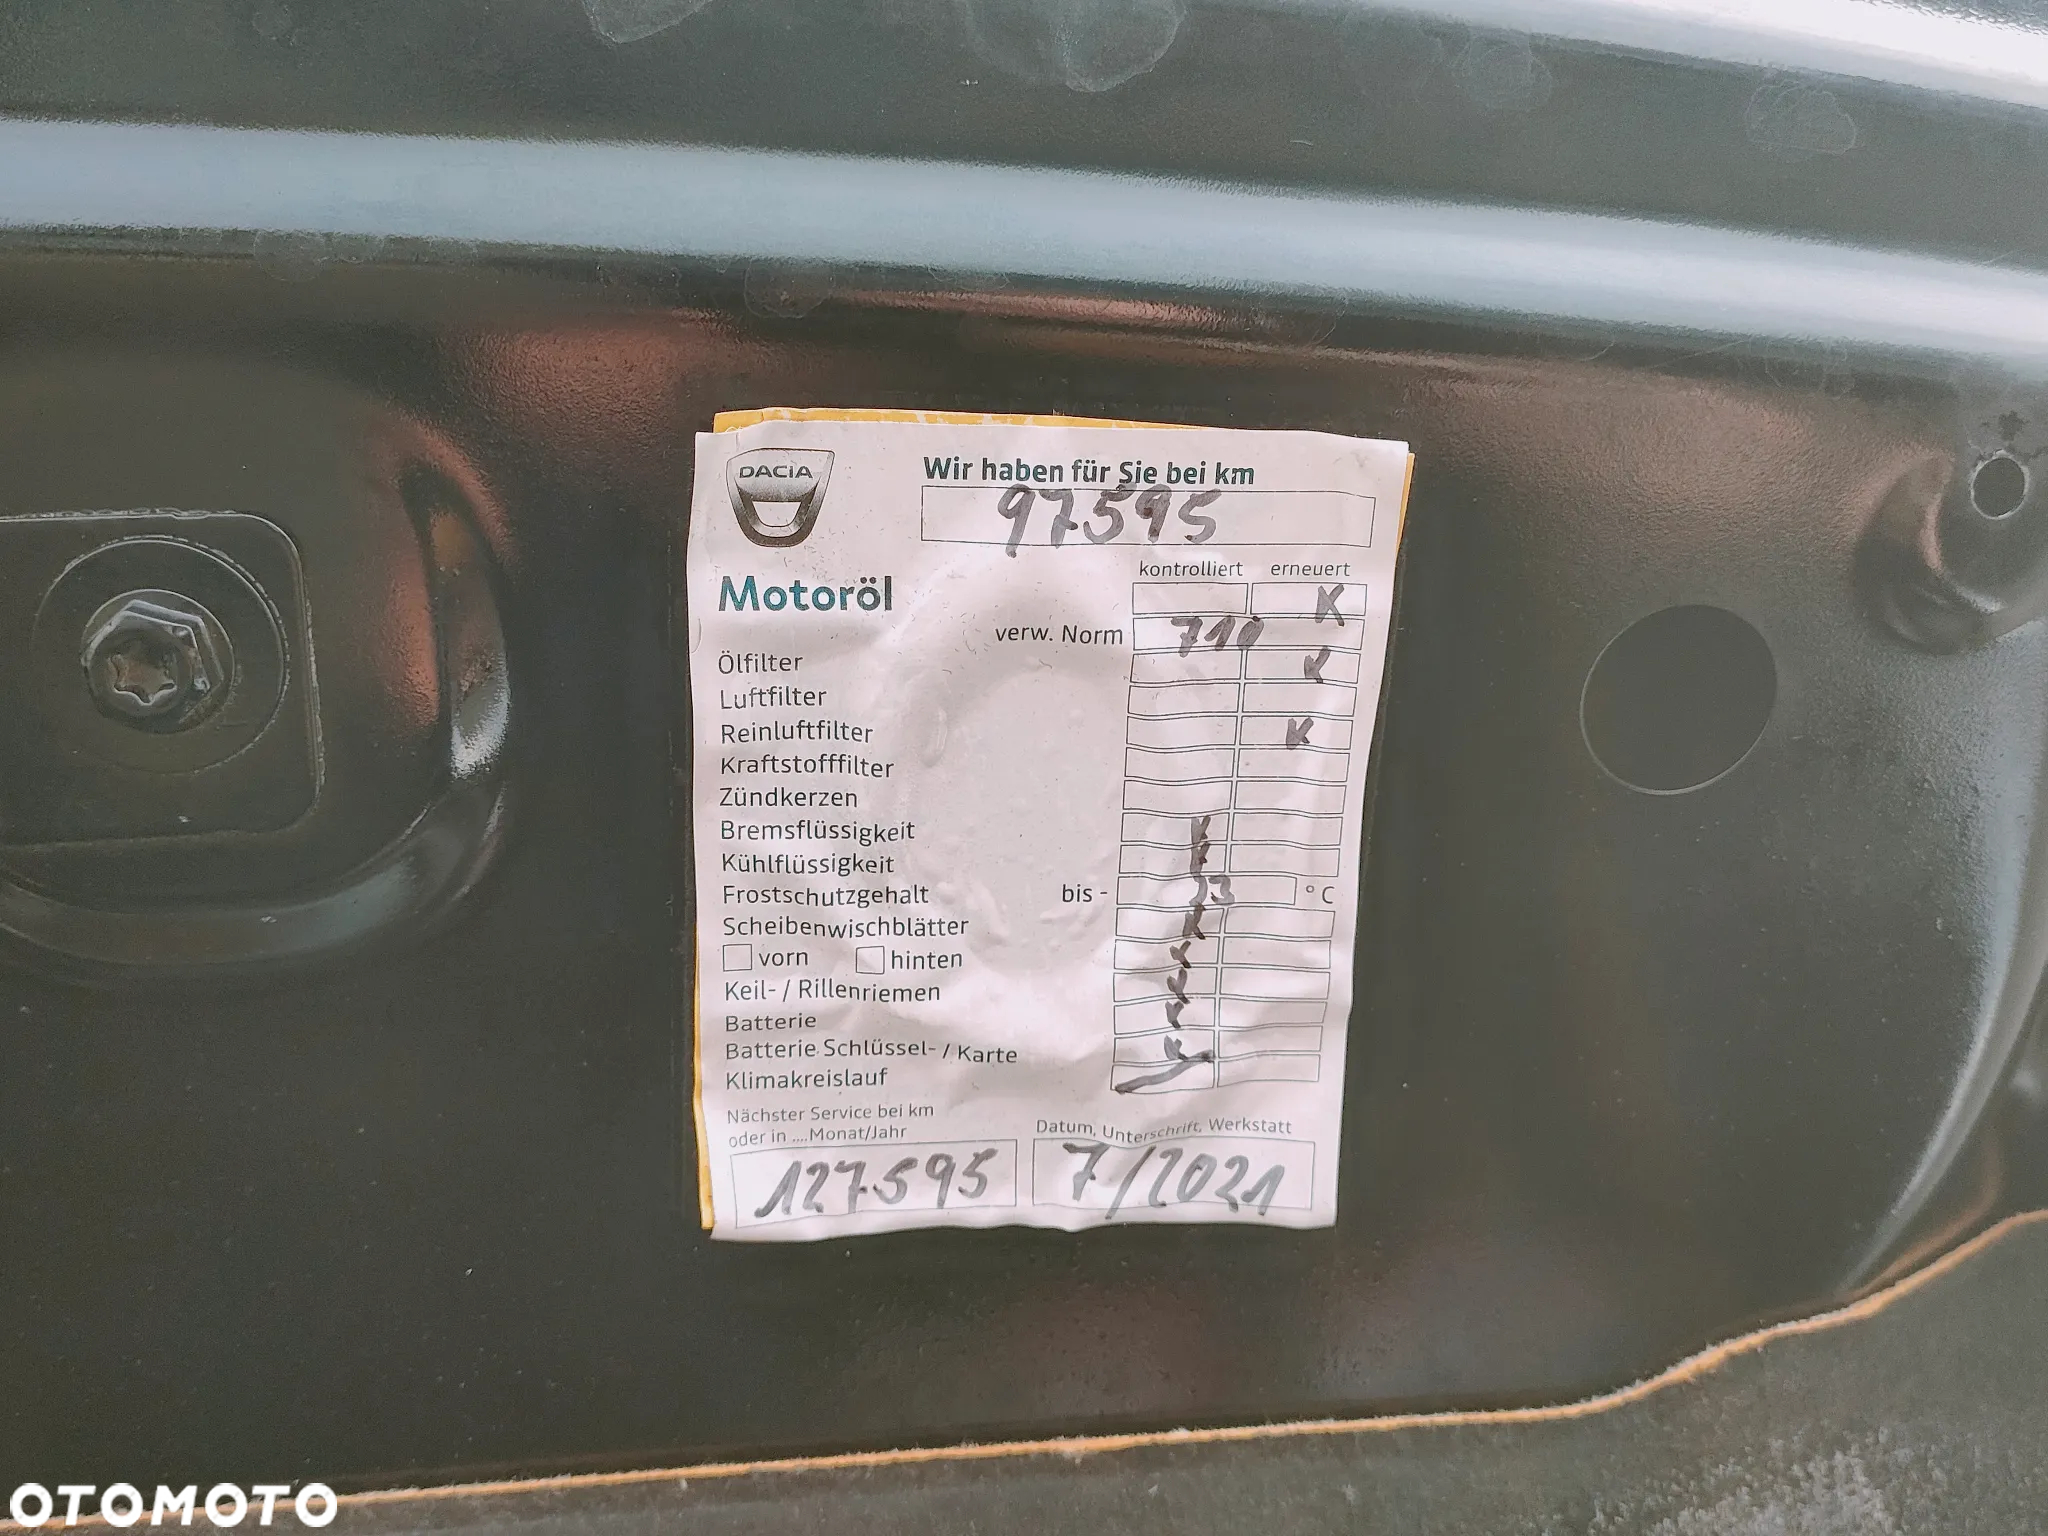 DACIA
Wir haben für Sie bei km
97595
kontrolliert erneuert
Motoröl K
verw. Norm 710
Ölfilter K
Luftfilter
Reinluftfilter K
Kraftstofffilter
Zündkerzen
Bremsflüssigkeit K
Kühlflüssigkeit K
Frostschutzgehalt bis - °C
Scheibenwischblätter K
vorn hinten
Keil- / Rillenriemen
Batterie
Batterie Schlüssel- / Karte
Klimakreislauf
Nächster Service bei km
oder in ....Monat/Jahr
127595
Datum, Unterschrift, Werkstatt
7/2021
OTOMOTO